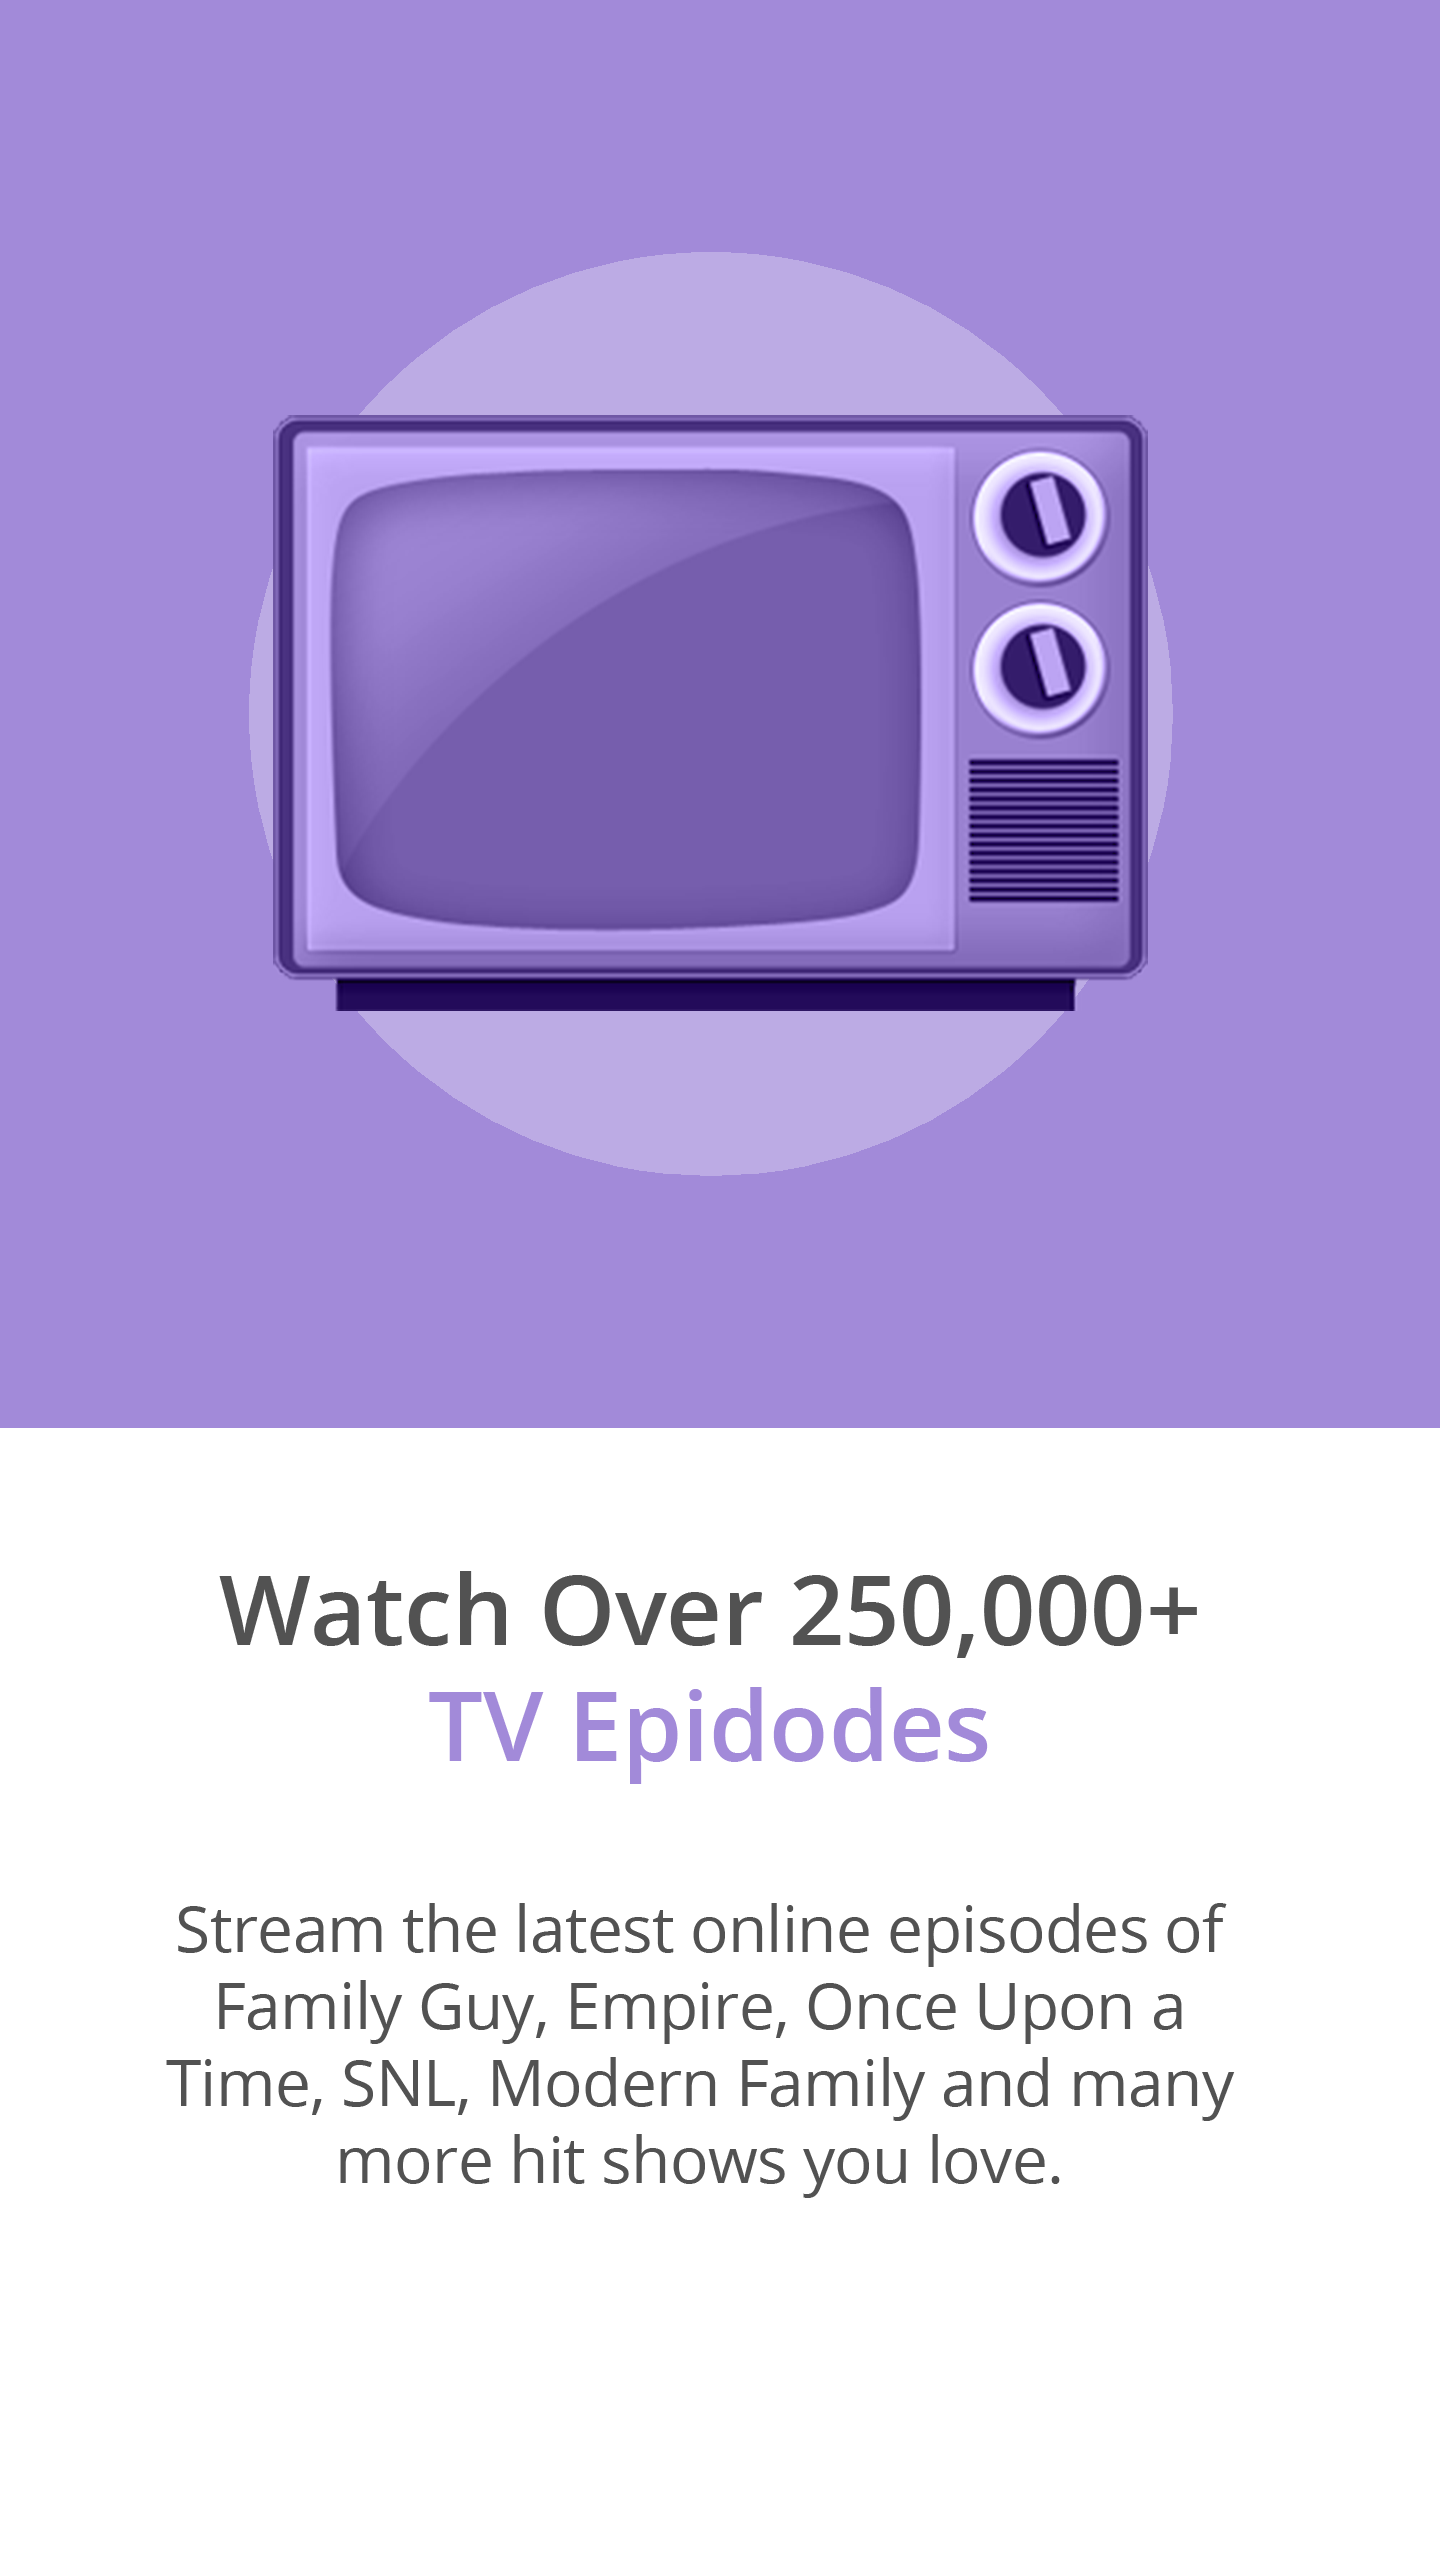 Watch Over 250,000+
TV Epidodes
Stream the latest online episodes of
Family Guy, Empire, Once Upon a
Time, SNL, Modern Family and many
more hit shows you love.